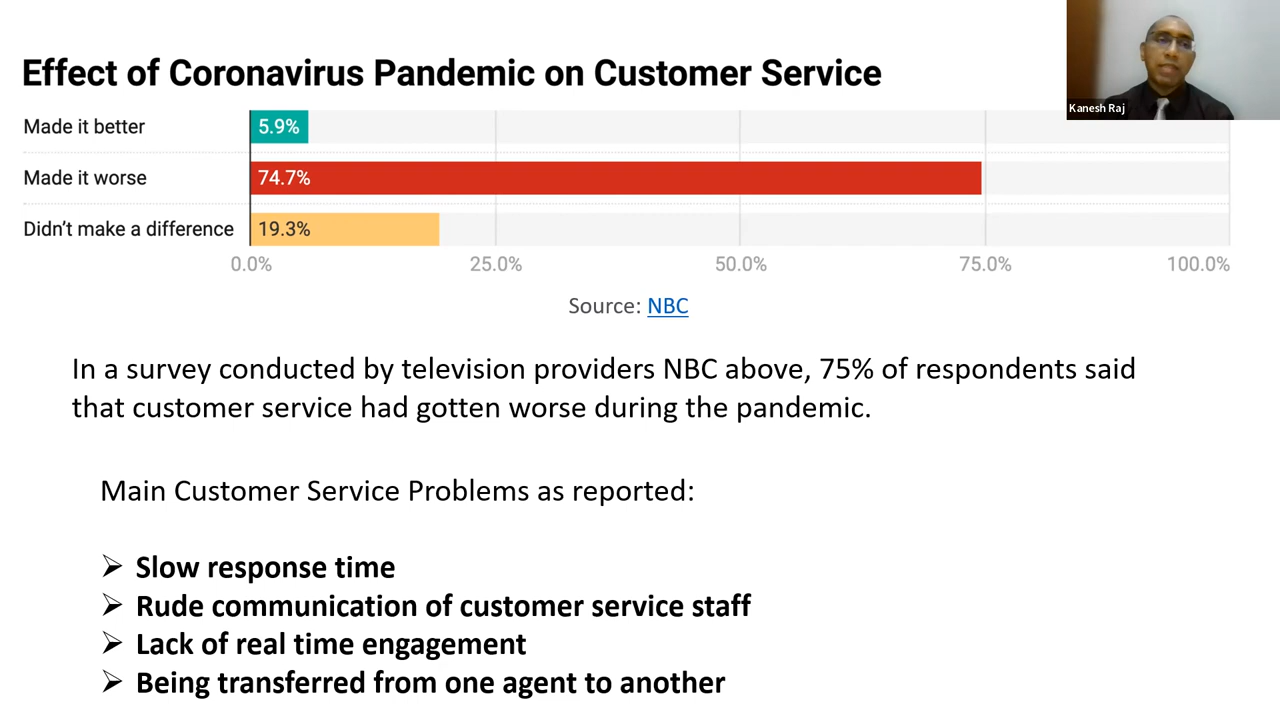 Effect of Coronavirus Pandemic on Customer Service
Kanesh Raj
Made it better
5.9%
Made it worse
74.7%
Didn't make a difference
19.3%
0.0%
25.0%
50.0%
75.0%
100.0%
Source: NBC
In a survey conducted by television providers NBC above, 75% of respondents said
that customer service had gotten worse during the pandemic.
Main Customer Service Problems as reported:
➢ Slow response time
➢ Rude communication of customer service staff
➢ Lack of real time engagement
➢ Being transferred from one agent to another